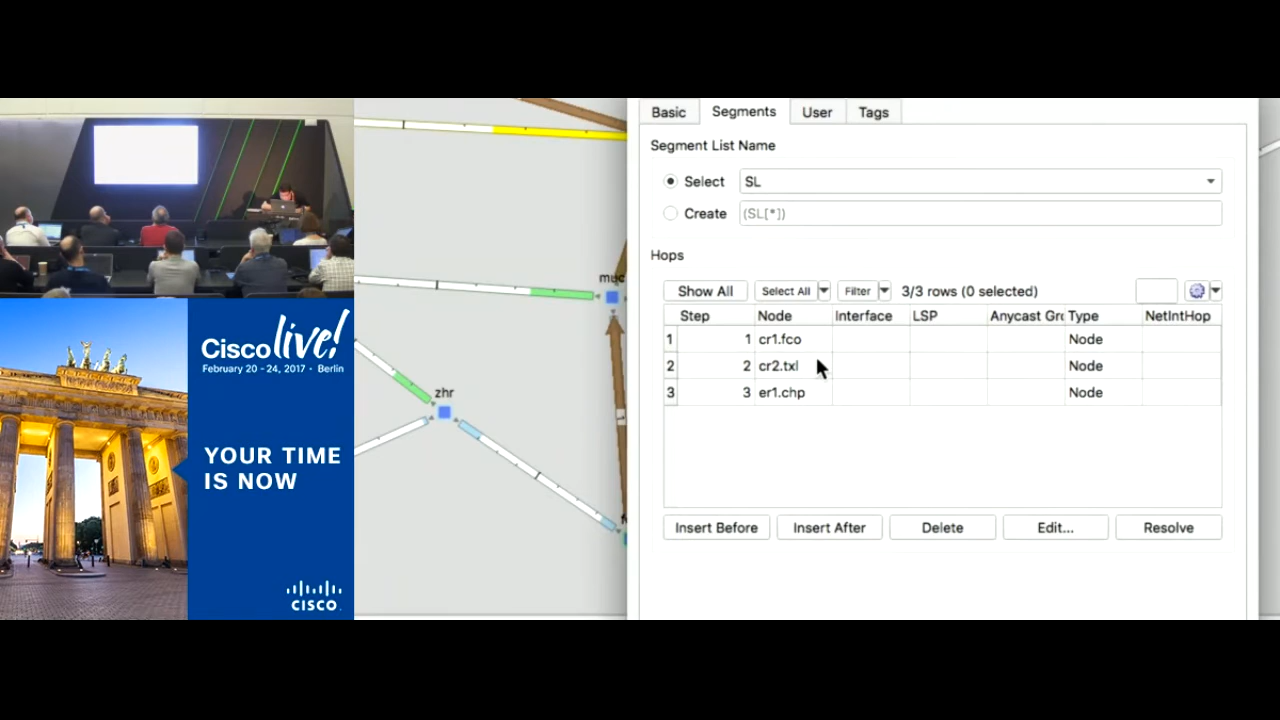 Cisco live!
February 20 - 24, 2017 • Berlin
YOUR TIME
IS NOW
CISCO
zhr
Basic Segments User Tags
Segment List Name
Select SL
Create (SL[*])
Hops
Show All Select All Filter 3/3 rows (0 selected)
Step Node Interface LSP Anycast Gro Type NetIntHop
1 1 cr1.fco Node
2 2 cr2.txl Node
3 3 er1.chp Node
Insert Before Insert After Delete Edit... Resolve